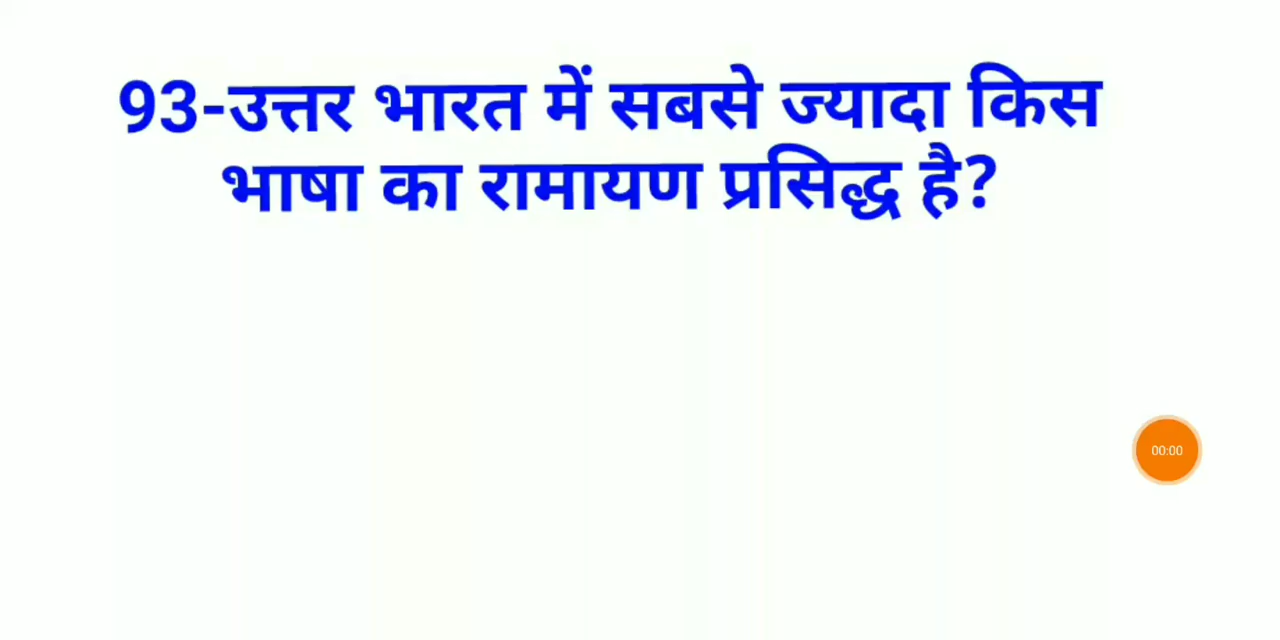 93-उत्तर भारत में सबसे ज्यादा किस
भाषा का रामायण प्रसिद्ध है?
00:00